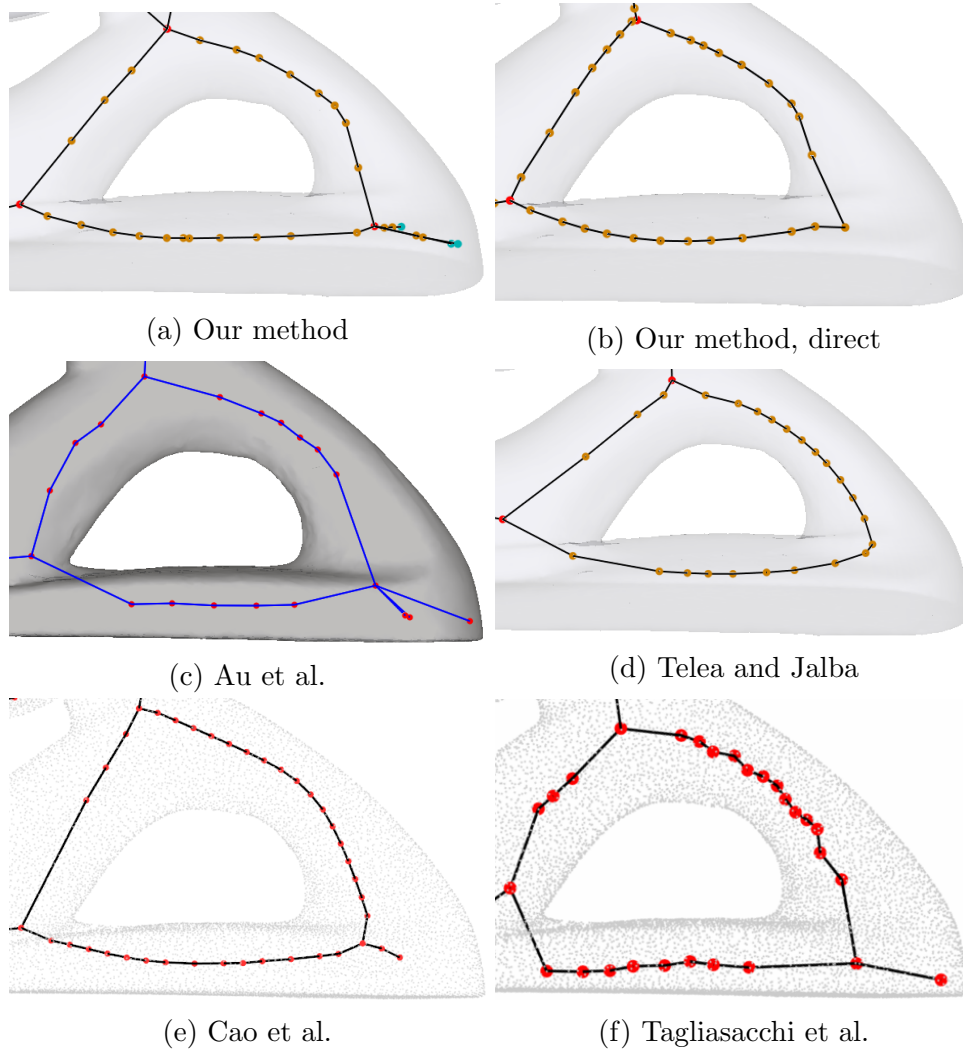 (a) Our method
(b) Our method, direct
(c) Au et al.
(d) Telea and Jalba
(e) Cao et al.
(f) Tagliasacchi et al.